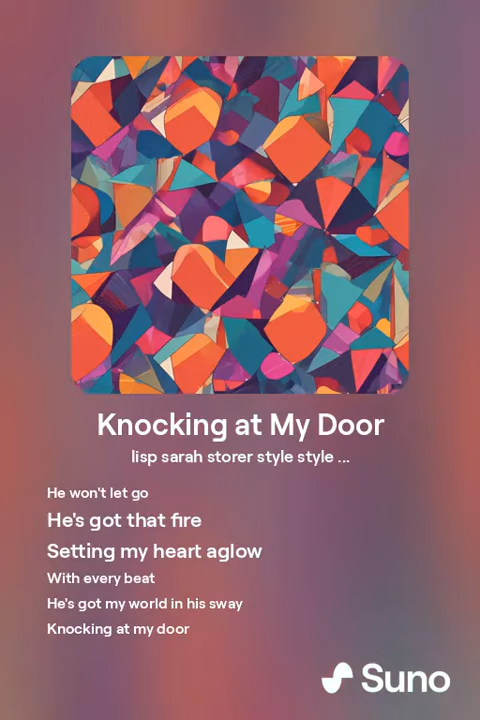 Knocking at My Door
lisp sarah storer style style ...
He won't let go
He's got that fire
Setting my heart aglow
With every beat
He's got my world in his sway
Knocking at my door
Suno